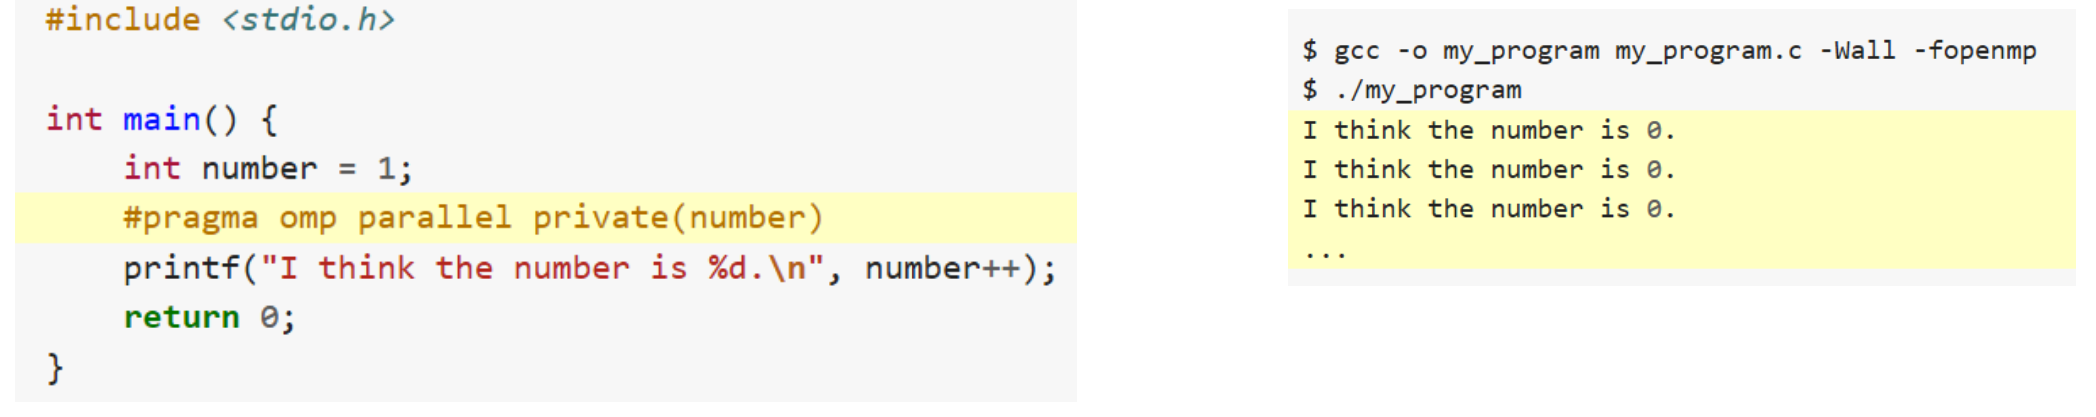 #include <stdio.h>
int main() {
    int number = 1;
    #pragma omp parallel private(number)
    printf("I think the number is %d.\n", number++);
    return 0;
}
$ gcc -o my_program my_program.c -Wall -fopenmp
$ ./my_program
I think the number is 0.
I think the number is 0.
I think the number is 0.
...